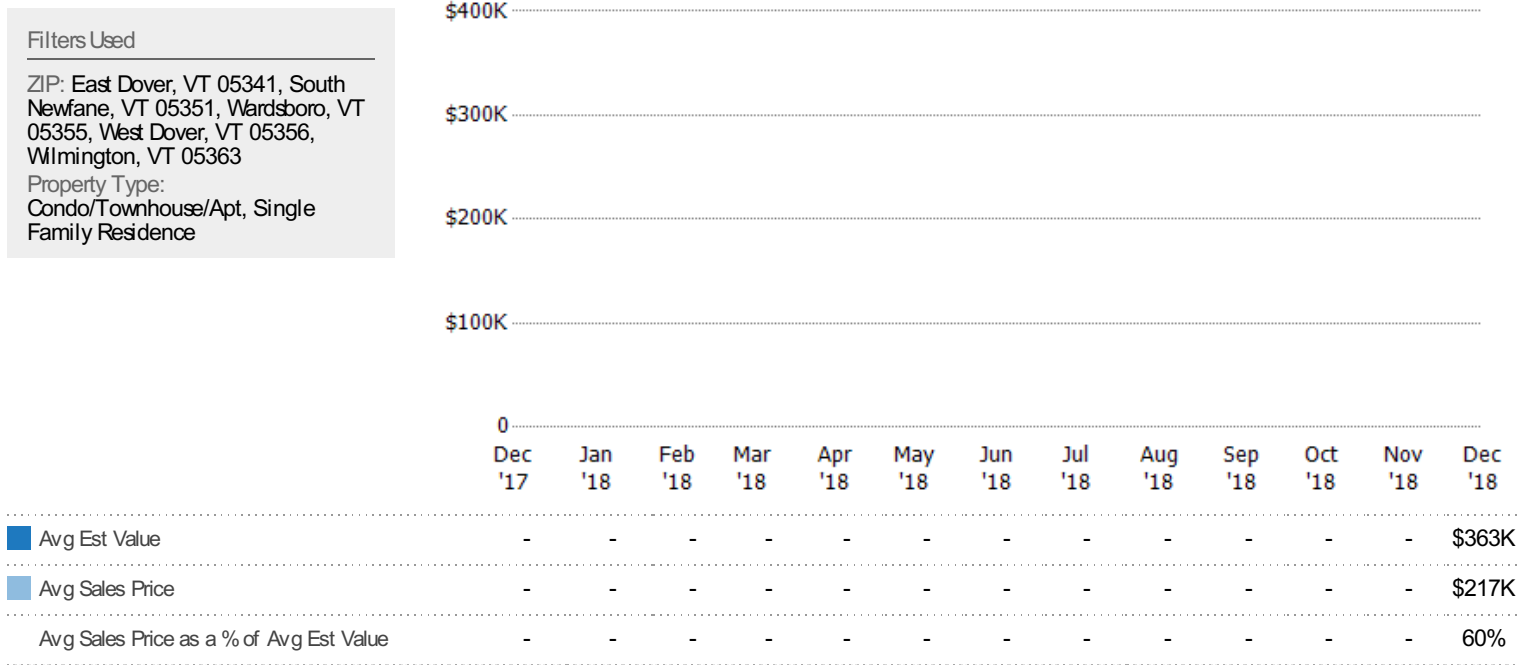 Filters Used
ZIP: East Dover, VT 05341, South
Newfane, VT 05351, Wardsboro, VT
05355, West Dover, VT 05356,
Wilmington, VT 05363
Property Type:
Condo/Townhouse/Apt, Single
Family Residence
$400K
$300K
$200K
$100K
0
Dec Jan Feb Mar Apr May Jun Jul Aug Sep Oct Nov Dec
'17 '18 '18 '18 '18 '18 '18 '18 '18 '18 '18 '18 '18
Avg Est Value - - - - - - - - - - - - $363K
Avg Sales Price - - - - - - - - - - - - $217K
Avg Sales Price as a % of Avg Est Value - - - - - - - - - - - - 60%